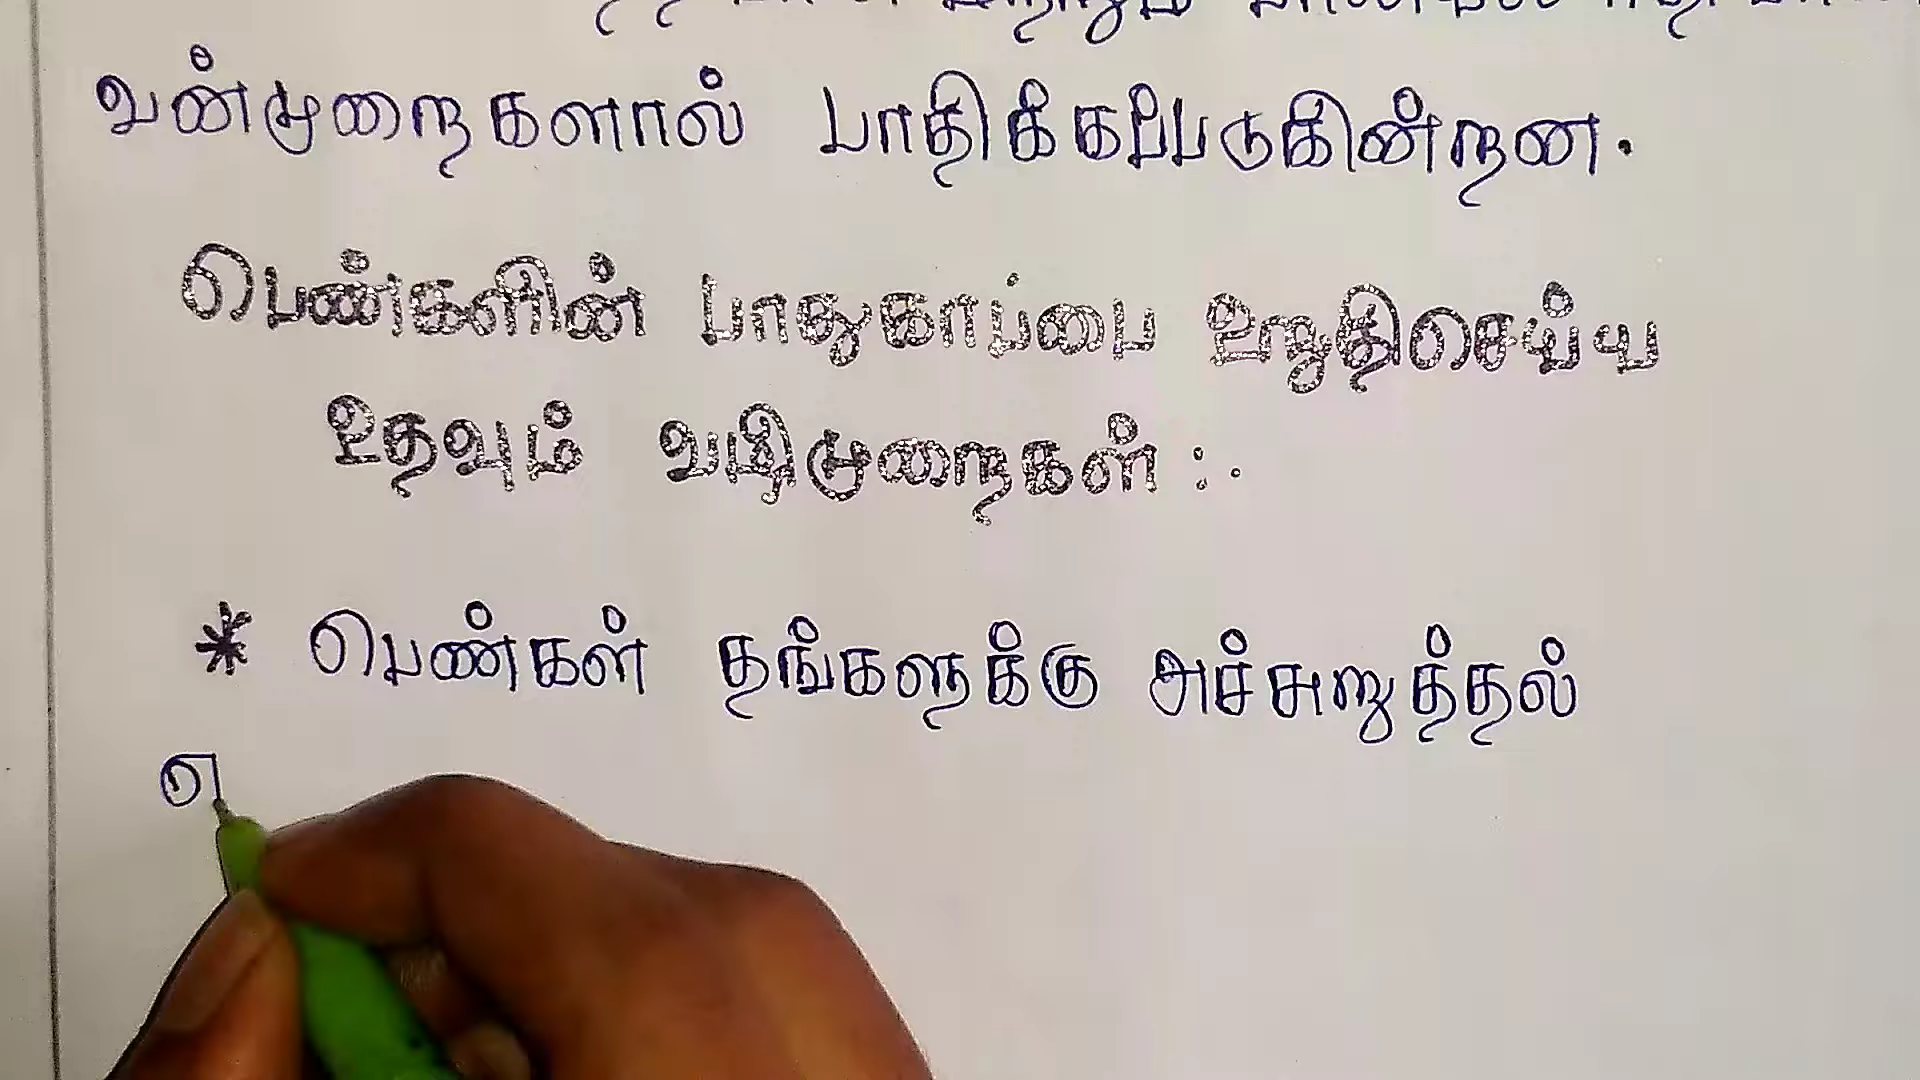 வன்முறைகளால் பாதிக்கப்படுகின்றன.
பெண்களின் பாதுகாப்பை உறுதிசெய்ய
உதவும் வழிமுறைகள் :.
* பெண்கள் தங்களுக்கு அச்சுறுத்தல்
எ